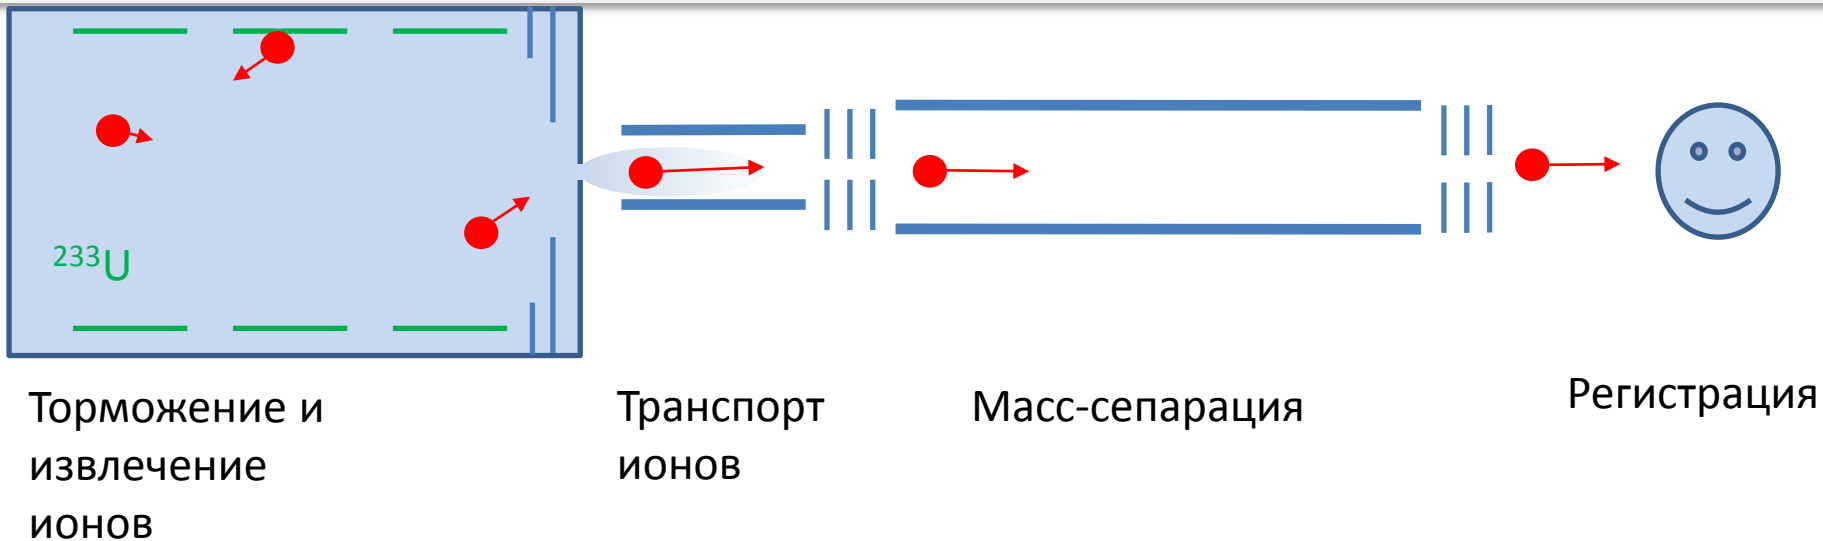 ²³³U
Торможение и
извлечение
ионов
Транспорт
ионов
Масс-сепарация
Регистрация